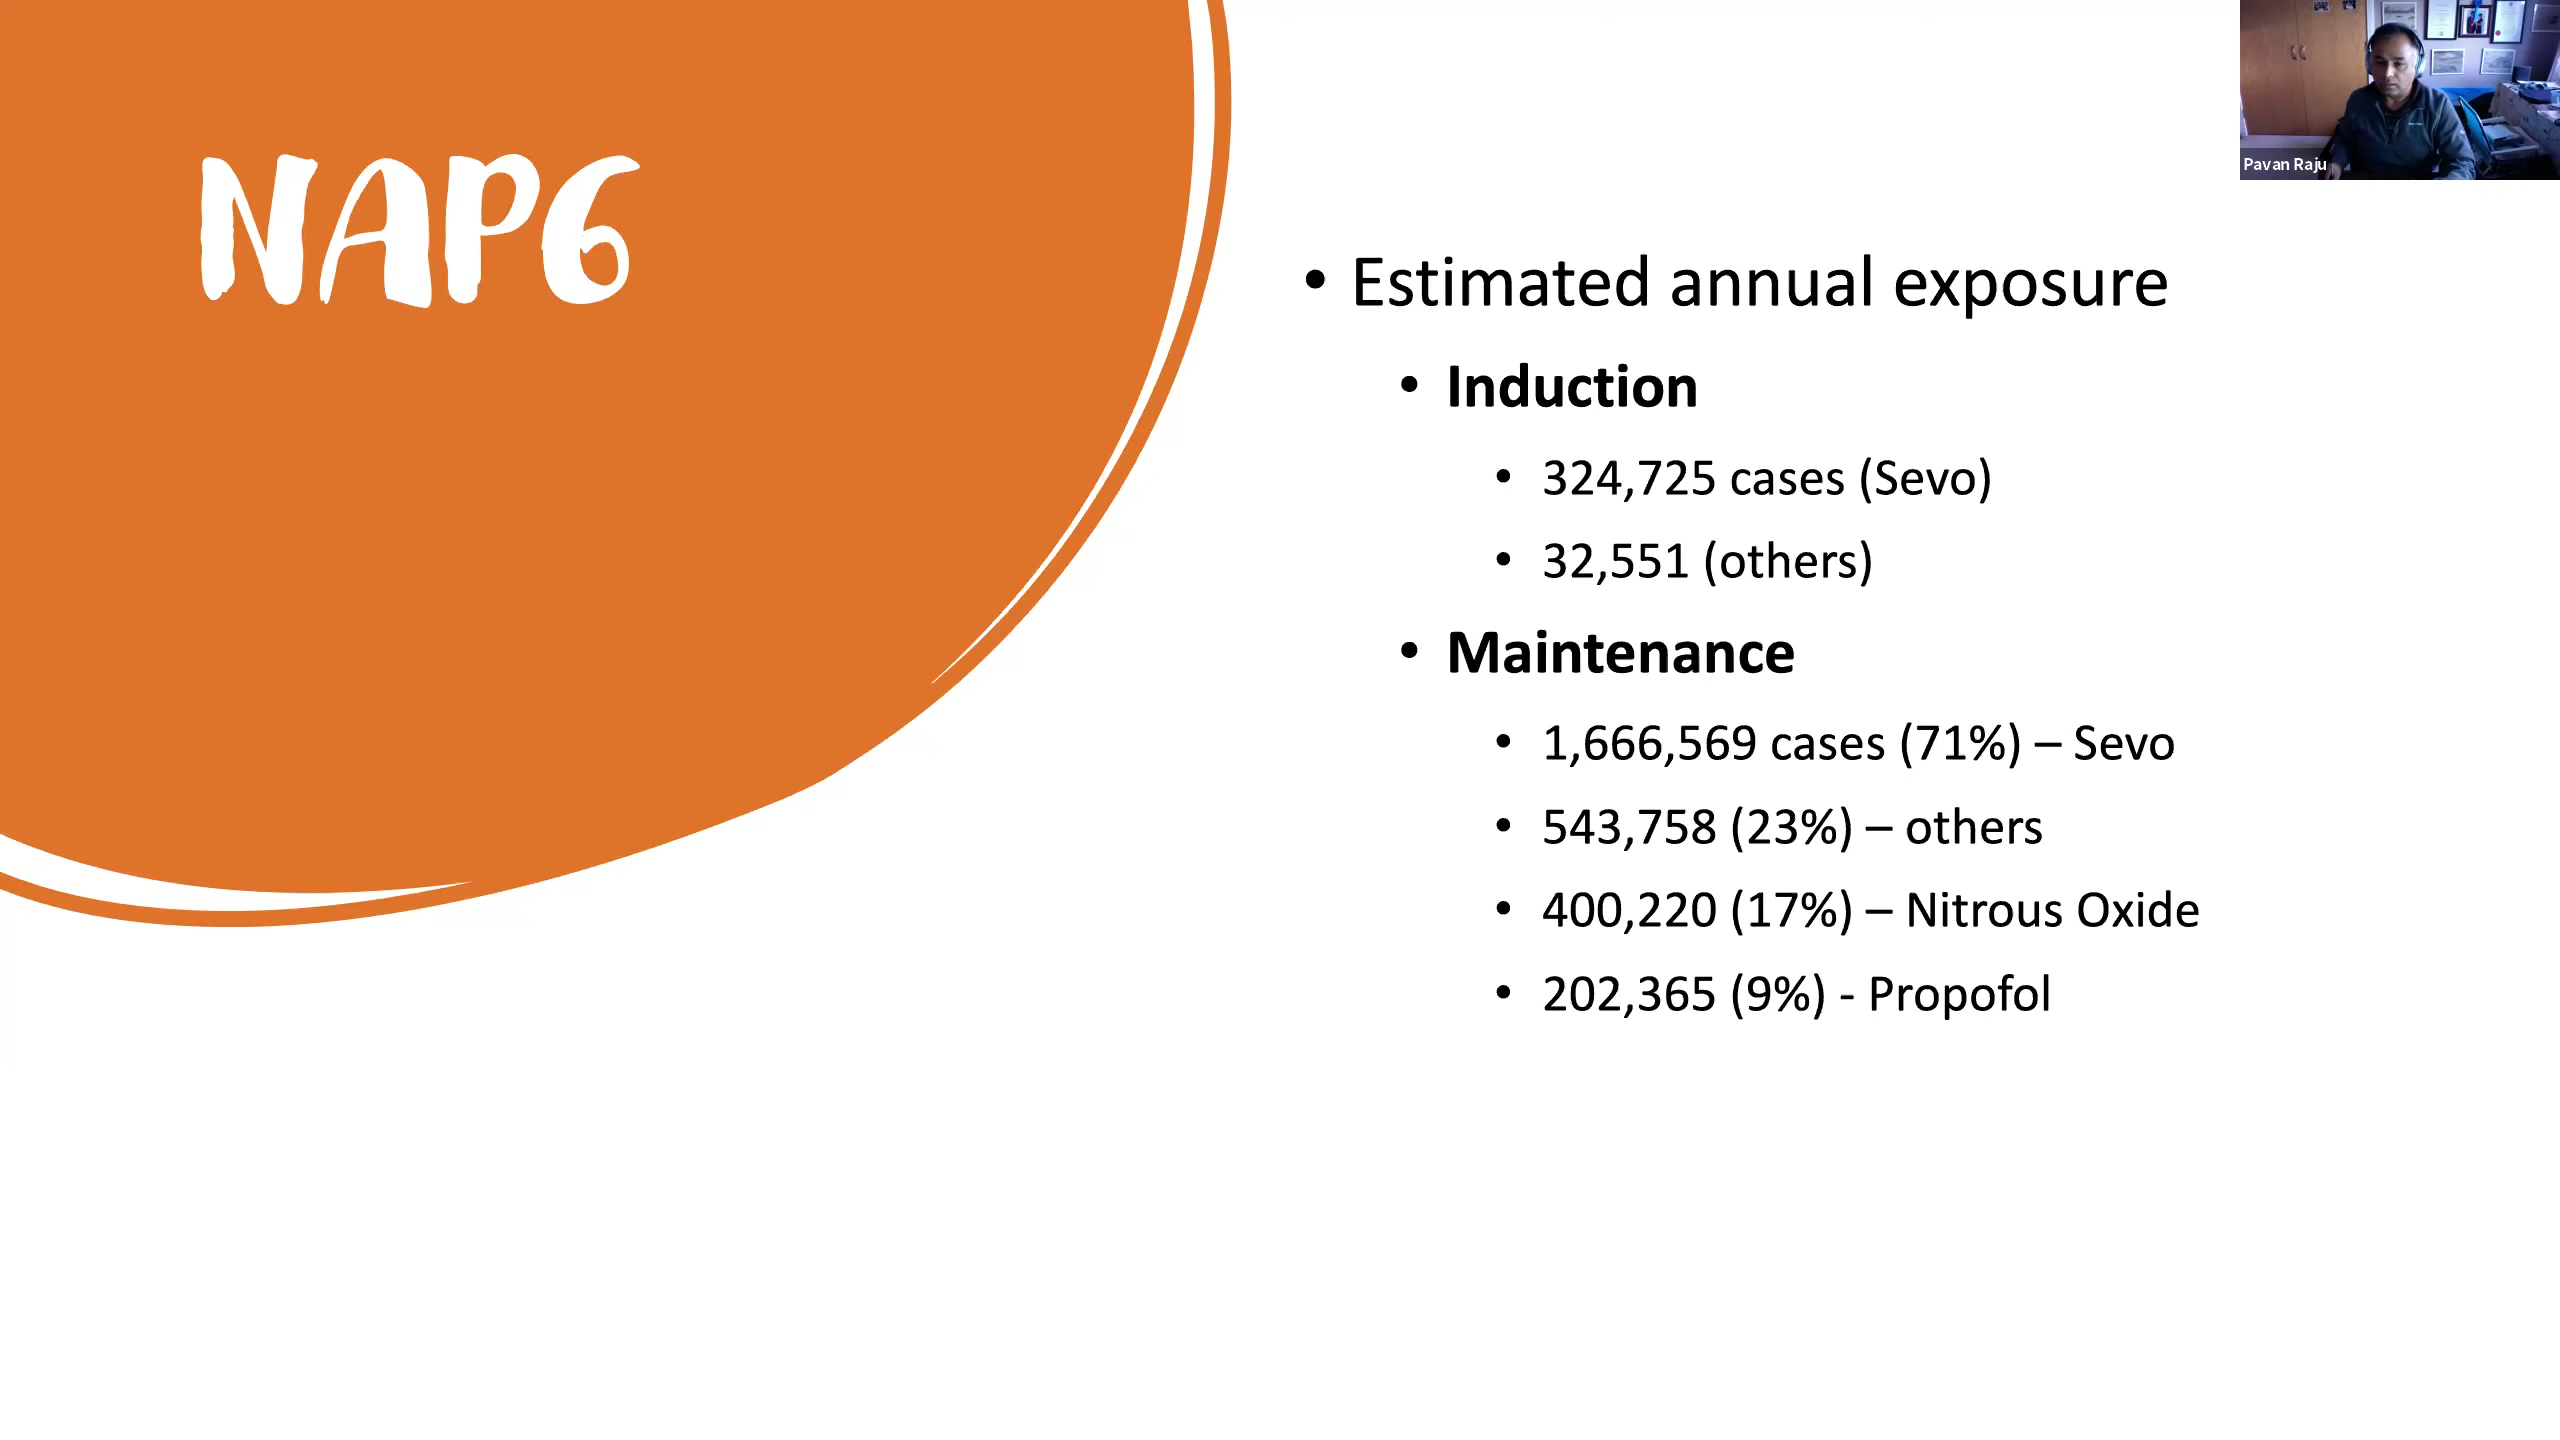 NAP6
• Estimated annual exposure
• Induction
• 324,725 cases (Sevo)
• 32,551 (others)
• Maintenance
• 1,666,569 cases (71%) – Sevo
• 543,758 (23%) – others
• 400,220 (17%) – Nitrous Oxide
• 202,365 (9%) - Propofol
Pavan Raju